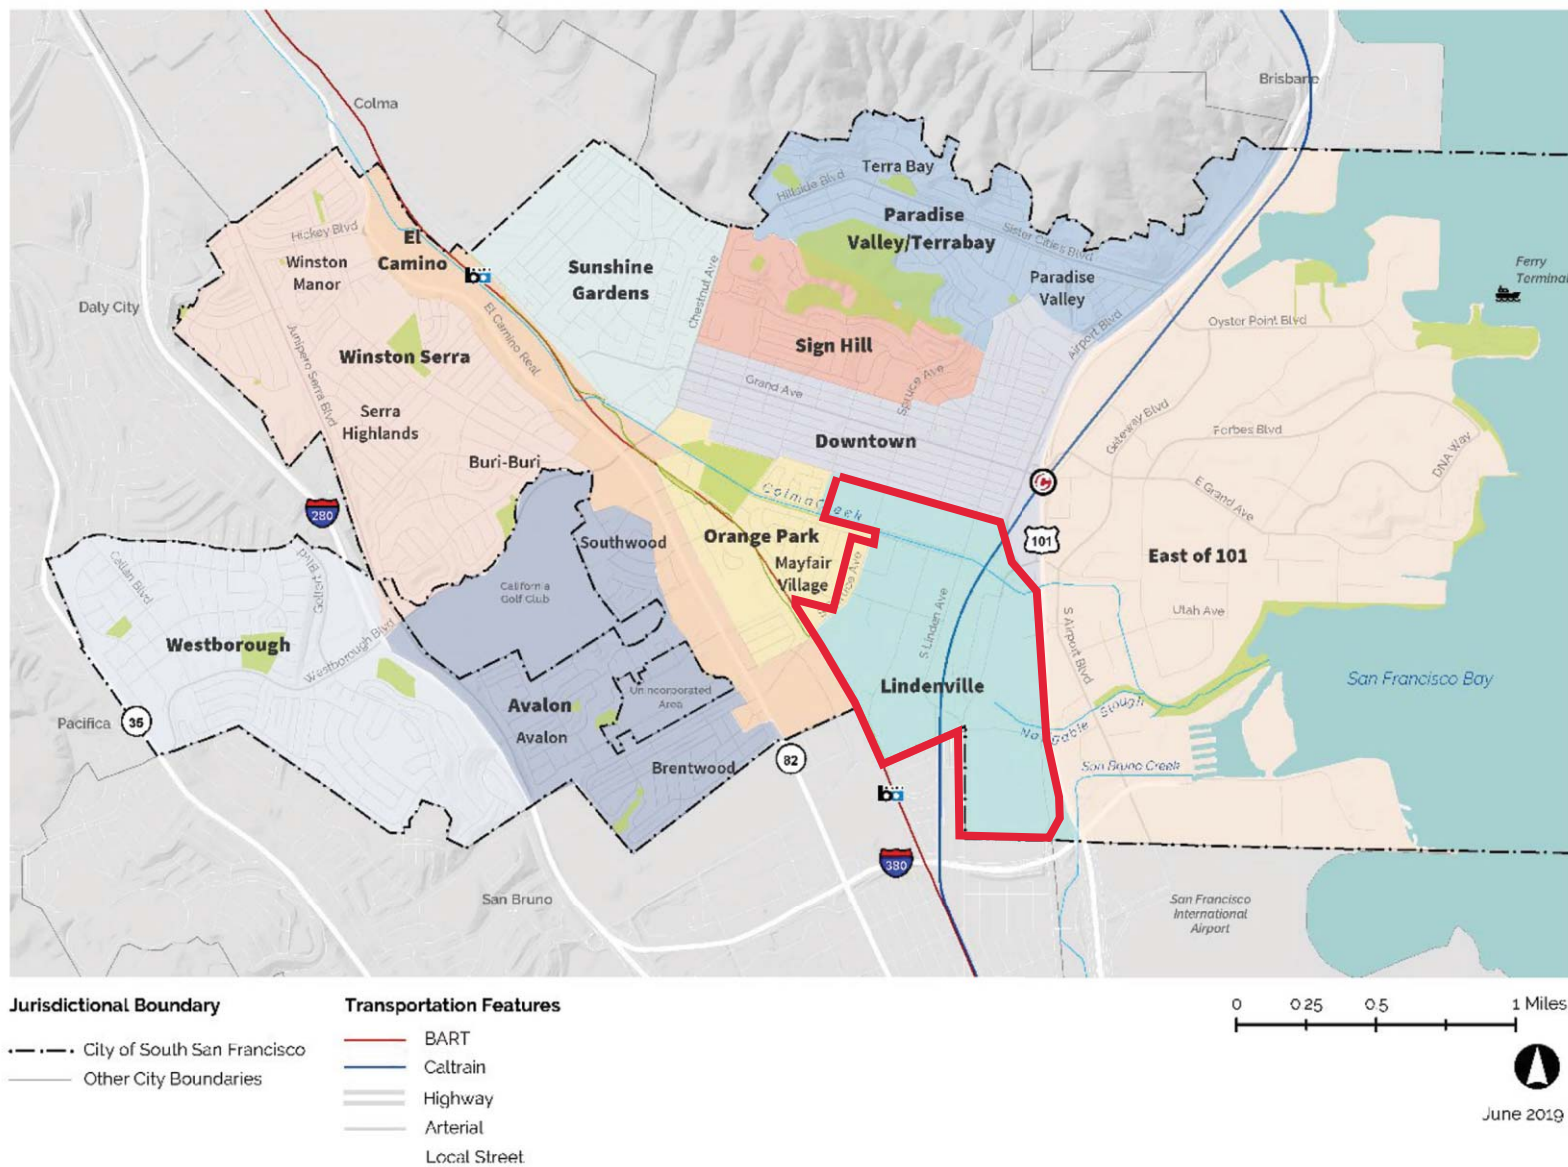 Colma
Brisbane
Terra Bay
Hillside Blvd
Paradise
Valley/Terrabay
Sister Cities Blvd
El
Camino
Hickey Blvd
Winston
Manor
Sunshine
Gardens
Chestnut Ave
Paradise
Valley
Ferry
Terminal
Daly City
El Camino Real
Junipero Serra Blvd
Winston Serra
Sign Hill
Airport Blvd
Oyster Point Blvd
Grand Ave
Spruce Ave
Serra
Highlands
Downtown
Gateway Blvd
Forbes Blvd
DNA Way
Buri-Buri
Colma Creek
E Grand Ave
280
Southwood
Orange Park
101
East of 101
Mayfair
Village
California
Golf Club
Callan Blvd
Gellert Blvd
S Linden Ave
S Airport Blvd
Utah Ave
Westborough
Westborough Blvd
Lindenville
San Francisco Bay
Unincorporated
Area
Avalon
Avalon
Pacifica
35
Navigable Slough
Brentwood
82
San Bruno Creek
380
San Bruno
San Francisco
International
Airport
Jurisdictional Boundary
City of South San Francisco
Other City Boundaries
Transportation Features
BART
Caltrain
Highway
Arterial
Local Street
0 0.25 0.5 1 Miles
June 2019